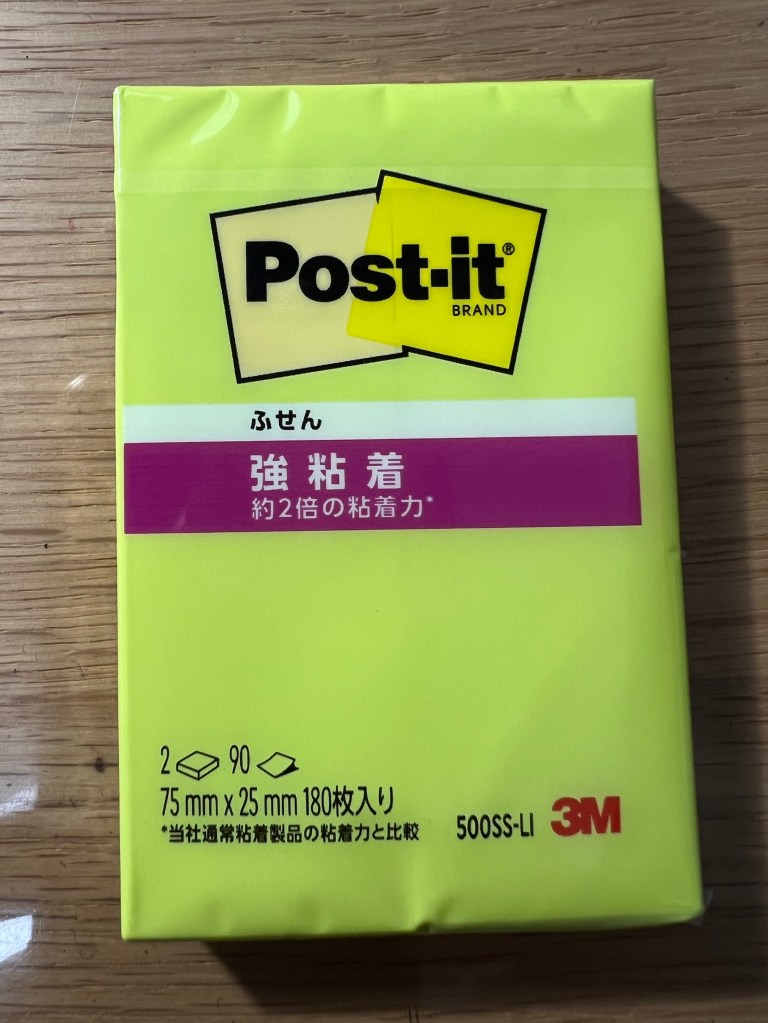 Post-it®
BRAND
ふせん
強粘着
約2倍の粘着力*
2 90
75 mm x 25 mm 180枚入り
*当社通常粘着製品の粘着力と比較
500SS-LI 3M